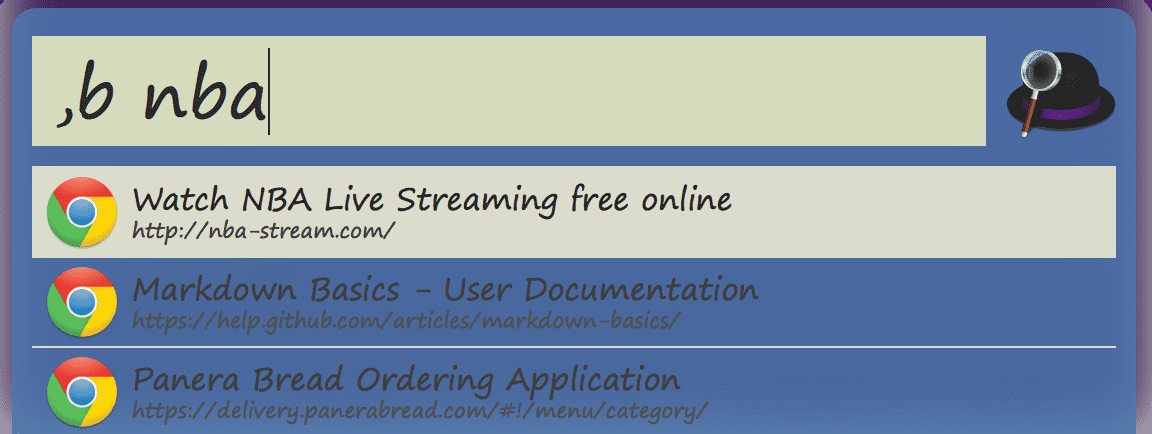 ,b nba
Watch NBA Live Streaming free online
http://nba-stream.com/
Markdown Basics - User Documentation
https://help.github.com/articles/markdown-basics/
Panera Bread Ordering Application
https://delivery.panerabread.com/#!/menu/category/